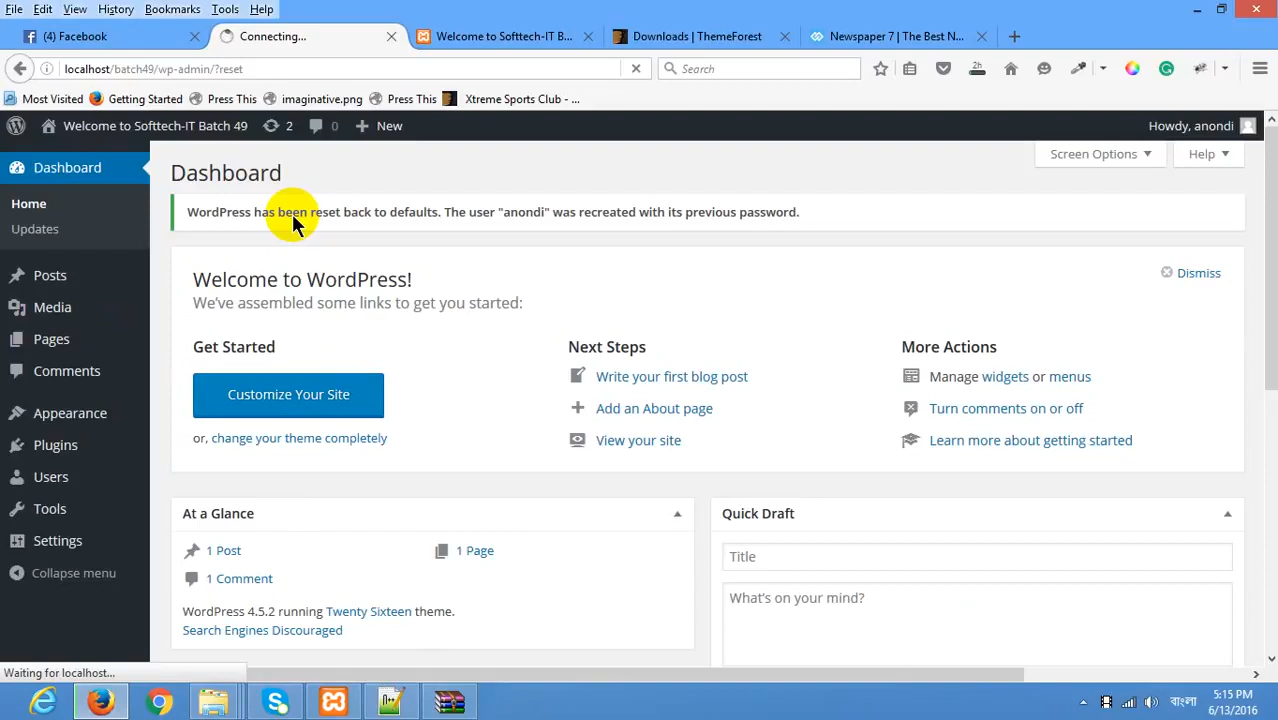 File Edit View History Bookmarks Tools Help
(4) Facebook
Connecting...
Welcome to Softtech-IT B...
Downloads | ThemeForest
Newspaper 7 | The Best N...
localhost/batch49/wp-admin/?reset
Search
2h
Most Visited Getting Started Press This imaginative.png Press This Xtreme Sports Club - ...
Welcome to Softtech-IT Batch 49 2 0 New Howdy, anondi
Dashboard
Home
Updates
Posts
Media
Pages
Comments
Appearance
Plugins
Users
Tools
Settings
Collapse menu
Screen Options Help
Dashboard
WordPress has been reset back to defaults. The user "anondi" was recreated with its previous password.
Welcome to WordPress!
Dismiss
We've assembled some links to get you started:
Get Started
Customize Your Site
or, change your theme completely
Next Steps
Write your first blog post
Add an About page
View your site
More Actions
Manage widgets or menus
Turn comments on or off
Learn more about getting started
At a Glance
1 Post 1 Page
1 Comment
WordPress 4.5.2 running Twenty Sixteen theme.
Search Engines Discouraged
Quick Draft
Title
What's on your mind?
Waiting for localhost...
বাংলা
5:15 PM
6/13/2016